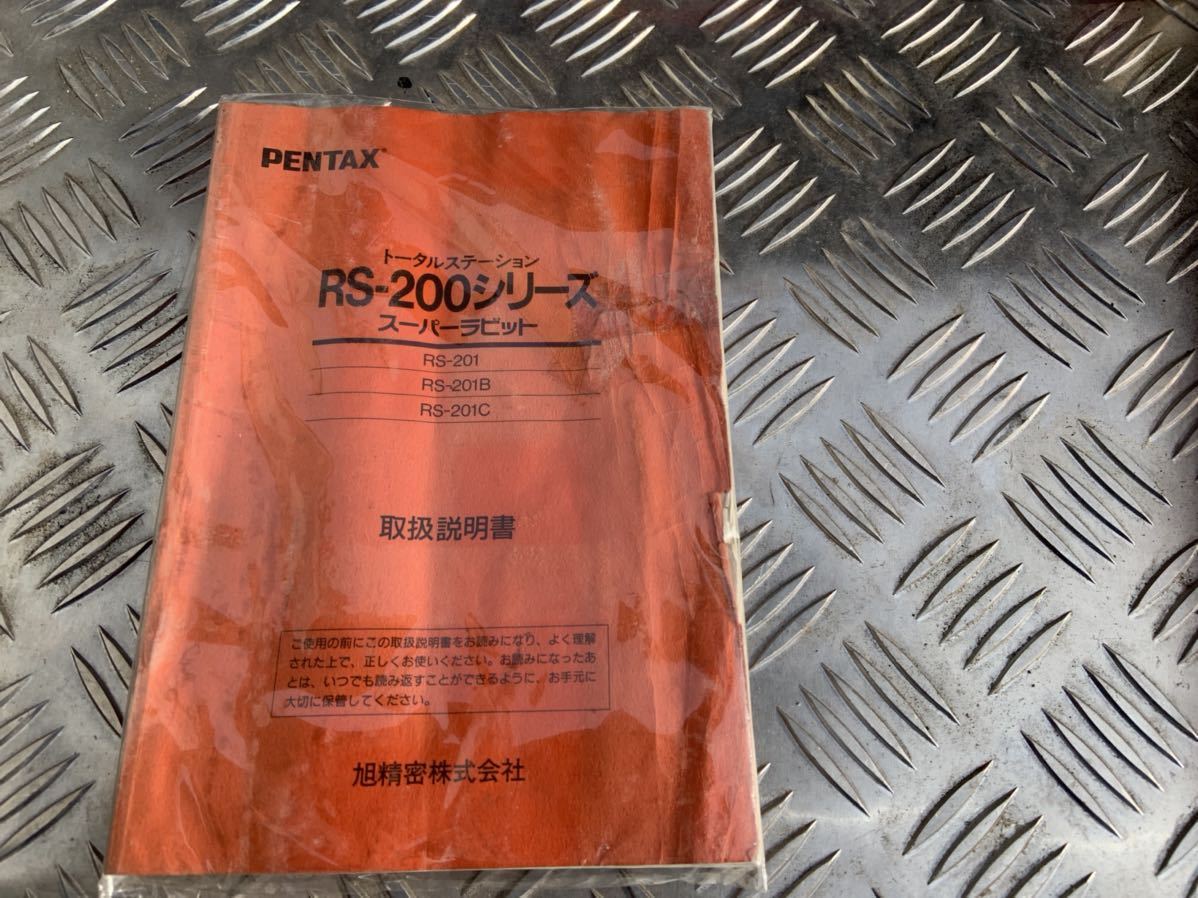 PENTAX
トータルステーション
RS-200シリーズ
スーパーラビット
RS-201
RS-201B
RS-201C
取扱説明書
ご使用の前にこの取扱説明書をお読みになり、よく理解
された上で、正しくお使いください。お読みになったあ
とは、いつでも読み返すことができるように、お手元に
大切に保管してください。
旭精密株式会社